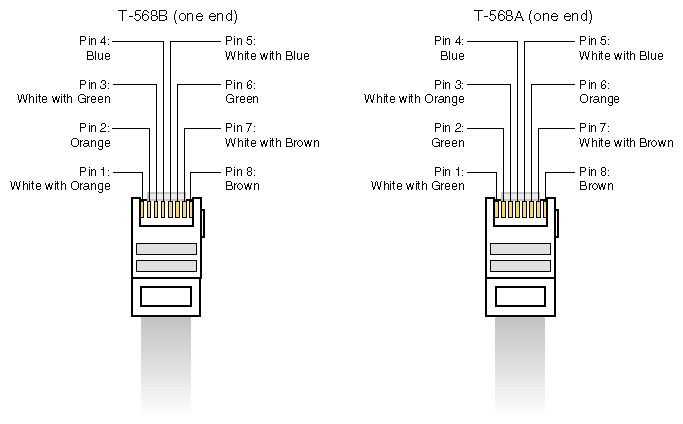 T-568B (one end)
Pin 4:
Blue
Pin 3:
White with Green
Pin 2:
Orange
Pin 1:
White with Orange
Pin 5:
White with Blue
Pin 6:
Green
Pin 7:
White with Brown
Pin 8:
Brown
T-568A (one end)
Pin 4:
Blue
Pin 3:
White with Orange
Pin 2:
Green
Pin 1:
White with Green
Pin 5:
White with Blue
Pin 6:
Orange
Pin 7:
White with Brown
Pin 8:
Brown